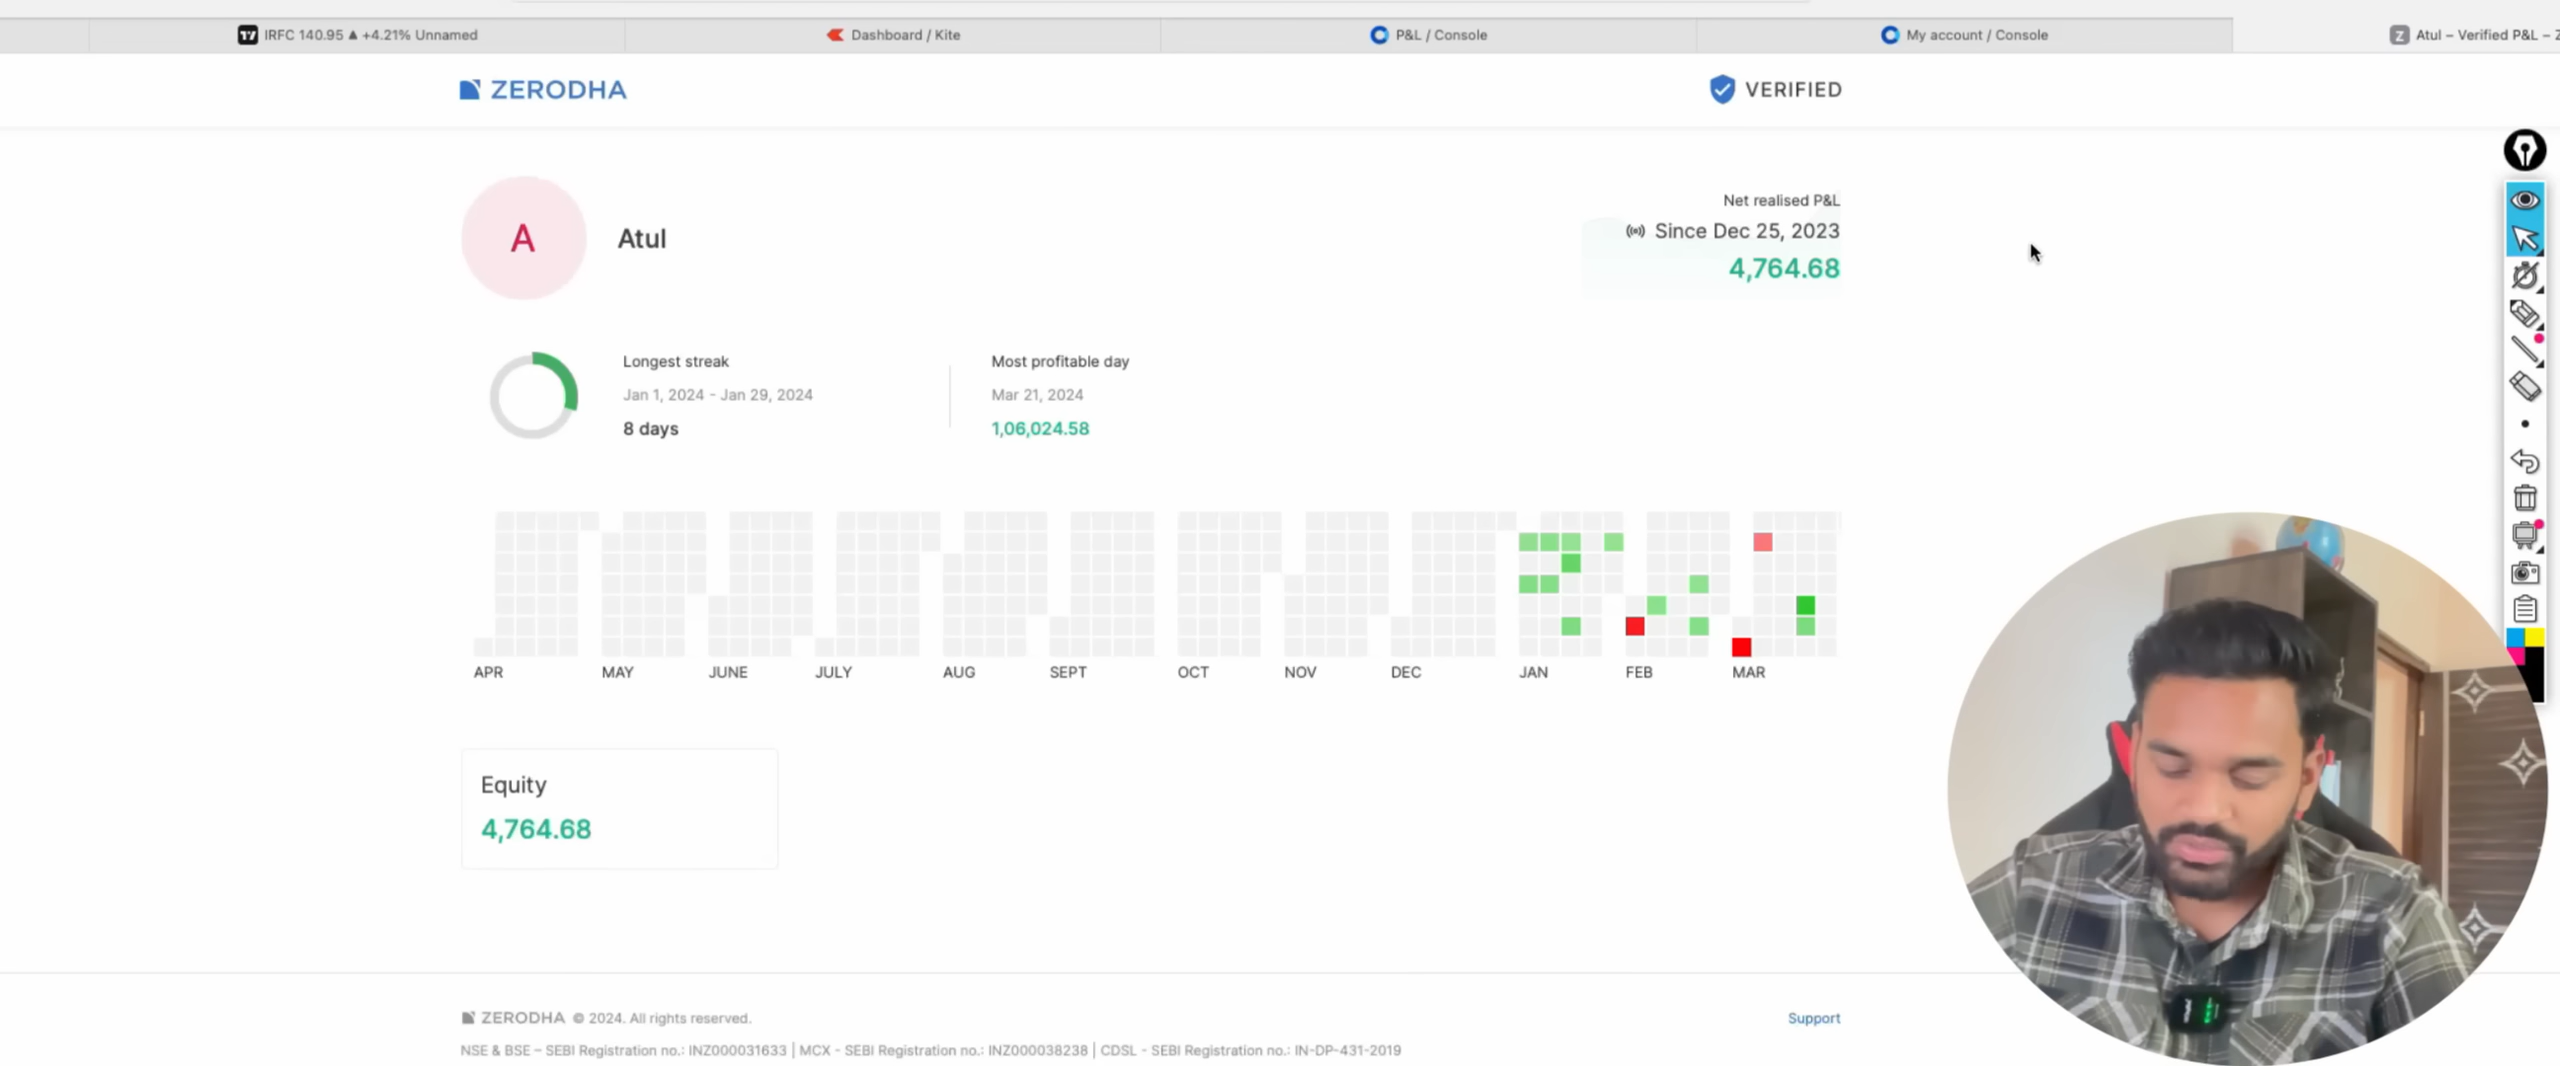 IRFC 140.95 ▲ +4.21% Unnamed
Dashboard / Kite
P&L / Console
My account / Console
Atul – Verified P&L – Z
ZERODHA
VERIFIED
A
Atul
Net realised P&L
Since Dec 25, 2023
4,764.68
Longest streak
Jan 1, 2024 - Jan 29, 2024
8 days
Most profitable day
Mar 21, 2024
1,06,024.58
APR MAY JUNE JULY AUG SEPT OCT NOV DEC JAN FEB MAR
Equity
4,764.68
ZERODHA © 2024. All rights reserved.
Support
NSE & BSE – SEBI Registration no.: INZ000031633 | MCX - SEBI Registration no.: INZ000038238 | CDSL - SEBI Registration no.: IN-DP-431-2019